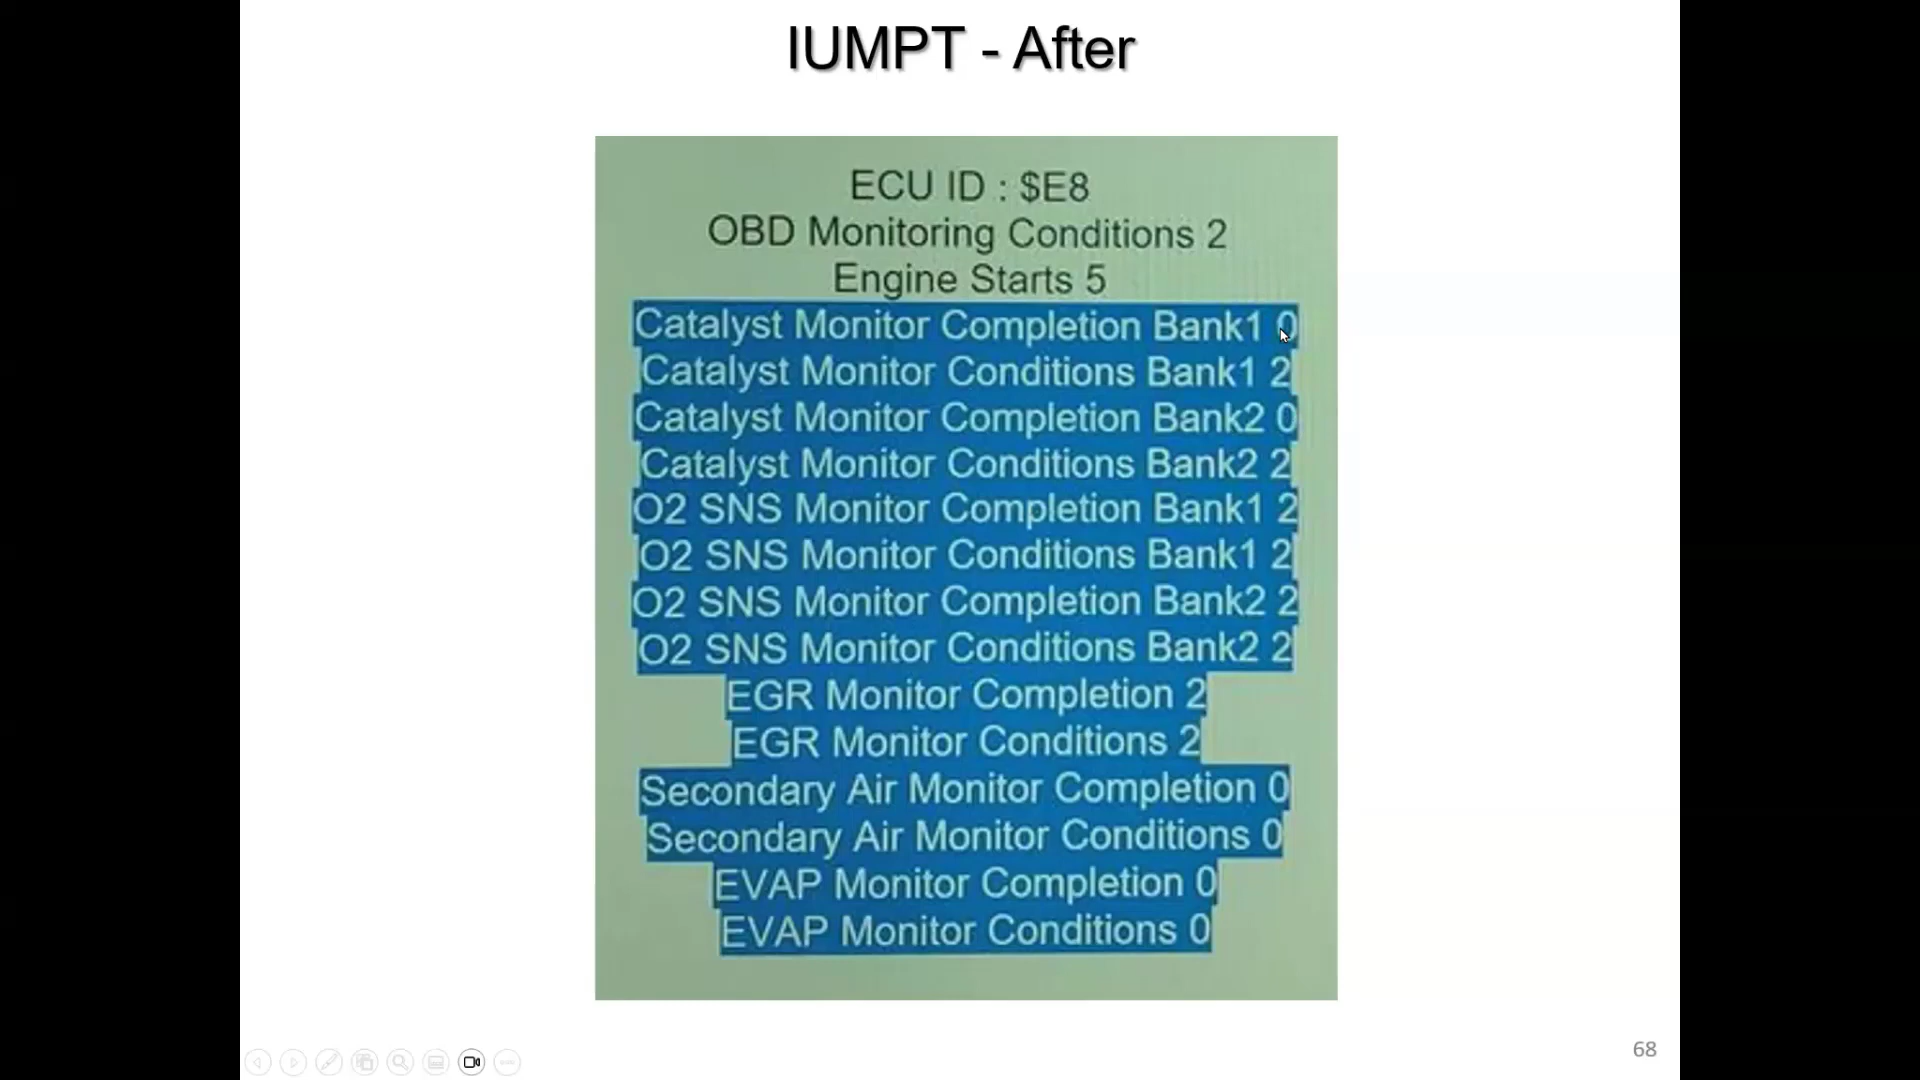 IUMPT - After
ECU ID : $E8
OBD Monitoring Conditions 2
Engine Starts 5
Catalyst Monitor Completion Bank1 0
Catalyst Monitor Conditions Bank1 2
Catalyst Monitor Completion Bank2 0
Catalyst Monitor Conditions Bank2 2
O2 SNS Monitor Completion Bank1 2
O2 SNS Monitor Conditions Bank1 2
O2 SNS Monitor Completion Bank2 2
O2 SNS Monitor Conditions Bank2 2
EGR Monitor Completion 2
EGR Monitor Conditions 2
Secondary Air Monitor Completion 0
Secondary Air Monitor Conditions 0
EVAP Monitor Completion 0
EVAP Monitor Conditions 0
68